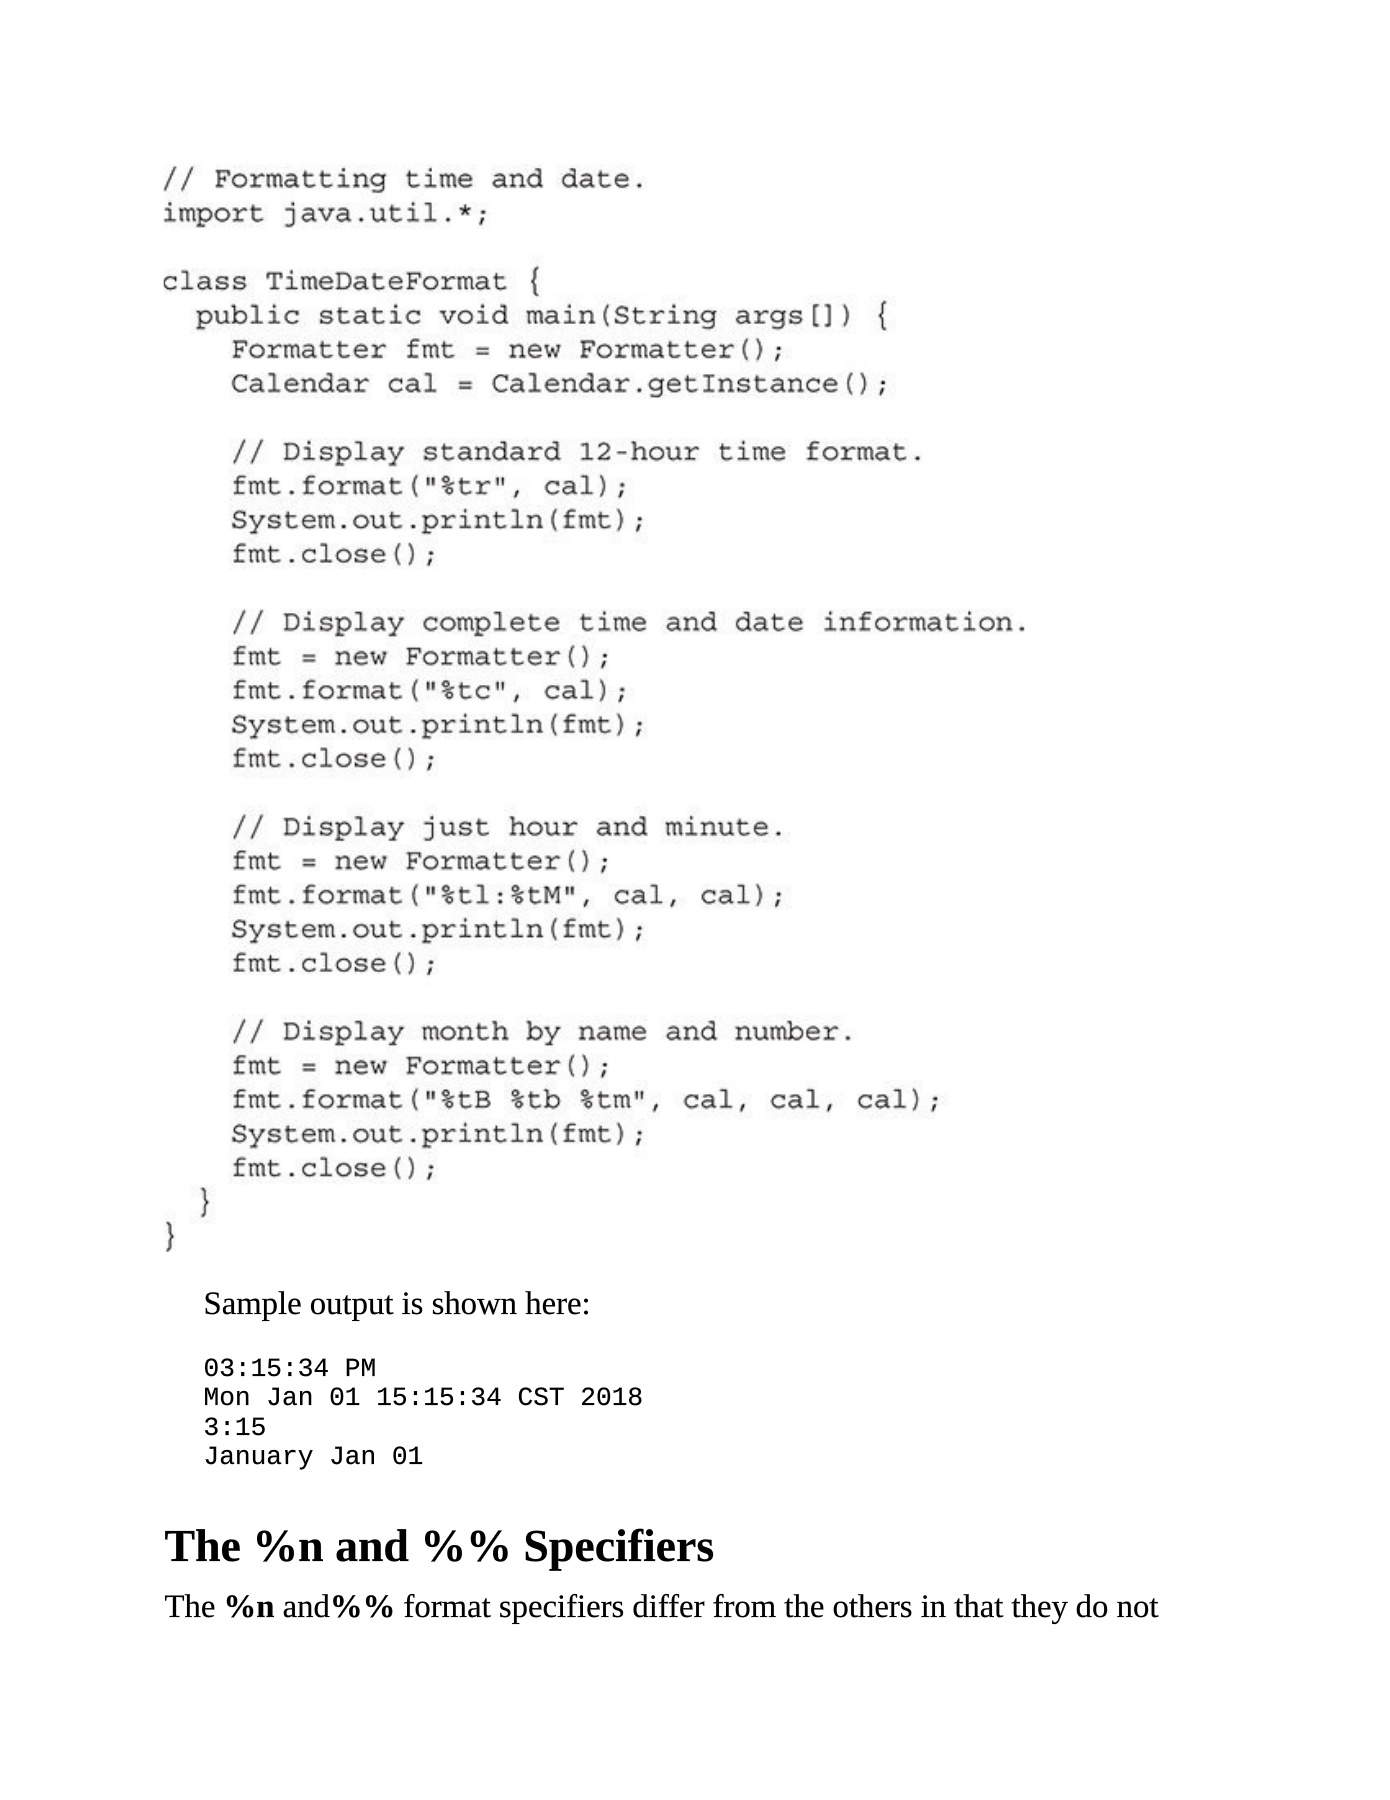 // Formatting time and date.
import java.util.*;

class TimeDateFormat {
  public static void main(String args[]) {
    Formatter fmt = new Formatter();
    Calendar cal = Calendar.getInstance();

    // Display standard 12-hour time format.
    fmt.format("%tr", cal);
    System.out.println(fmt);
    fmt.close();

    // Display complete time and date information.
    fmt = new Formatter();
    fmt.format("%tc", cal);
    System.out.println(fmt);
    fmt.close();

    // Display just hour and minute.
    fmt = new Formatter();
    fmt.format("%tl:%tM", cal, cal);
    System.out.println(fmt);
    fmt.close();

    // Display month by name and number.
    fmt = new Formatter();
    fmt.format("%tB %tb %tm", cal, cal, cal);
    System.out.println(fmt);
    fmt.close();
  }
}
Sample output is shown here:
03:15:34 PM
Mon Jan 01 15:15:34 CST 2018
3:15
January Jan 01
The %n and %% Specifiers
The %n and%% format specifiers differ from the others in that they do not